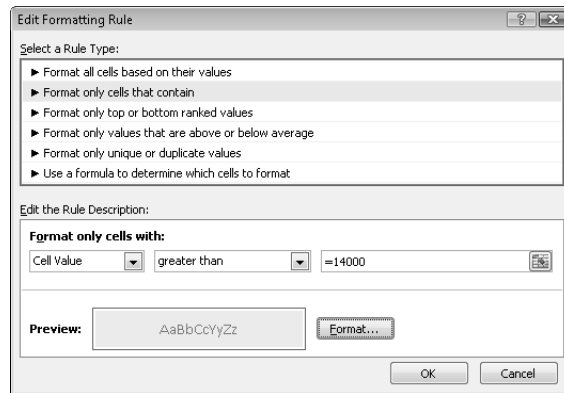 Edit Formatting Rule
Select a Rule Type:
► Format all cells based on their values
► Format only cells that contain
► Format only top or bottom ranked values
► Format only values that are above or below average
► Format only unique or duplicate values
► Use a formula to determine which cells to format
Edit the Rule Description:
Format only cells with:
Cell Value greater than =14000
Preview: AaBbCcYyZz Format...
OK Cancel